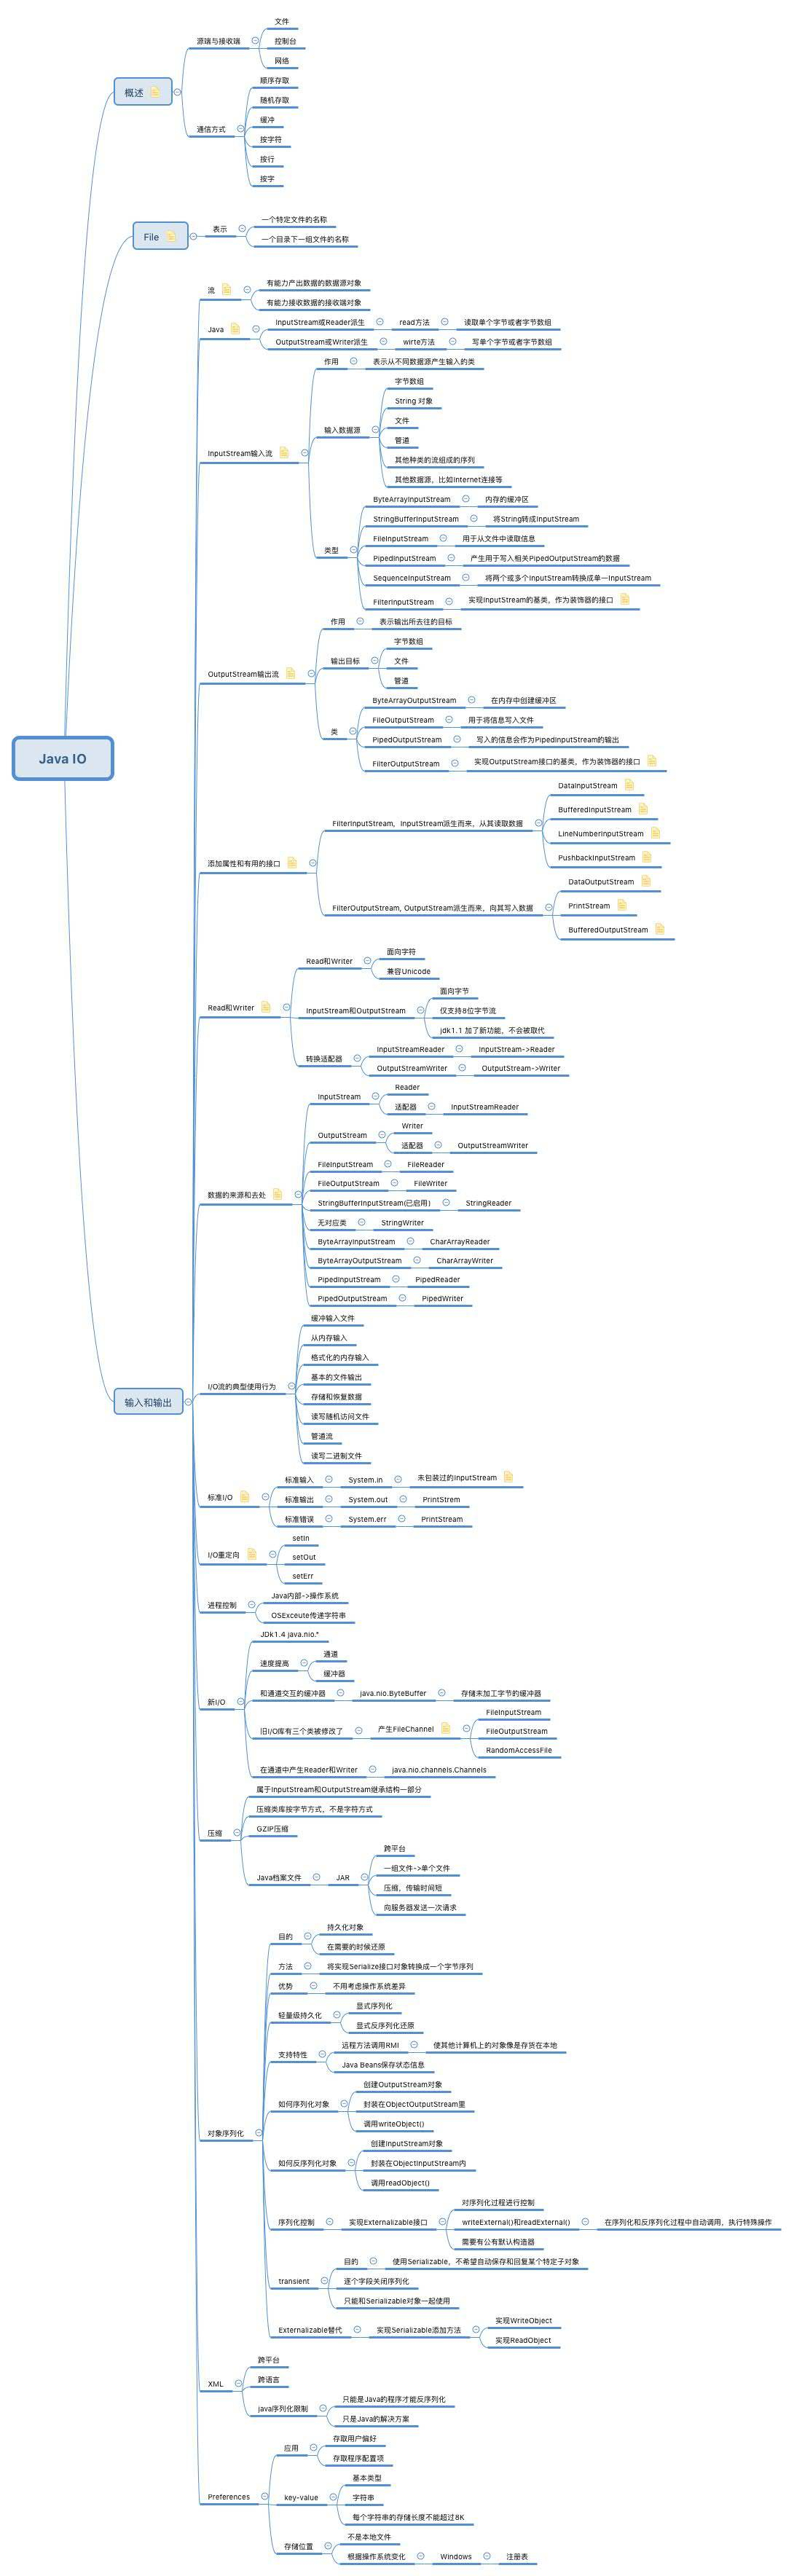 Java IO
概述
源端与接收端
文件
控制台
网络
通信方式
顺序存取
随机存取
缓冲
按字符
按行
按字
File
表示
一个特定文件的名称
一个目录下一组文件的名称
输入和输出
流
有能力产出数据的数据源对象
有能力接收数据的接收端对象
Java
InputStream或Reader派生
read方法
读取单个字节或者字节数组
OutputStream或Writer派生
wirte方法
写单个字节或者字节数组
InputStream输入流
作用
表示从不同数据源产生输入的类
输入数据源
字节数组
String 对象
文件
管道
其他种类的流组成的序列
其他数据源，比如Internet连接等
类型
ByteArrayInputStream
内存的缓冲区
StringBufferInputStream
将String转成InputStream
FileInputStream
用于从文件中读取信息
PipedInputStream
产生用于写入相关PipedOutputStream的数据
SequenceInputStream
将两个或多个InputStream转换成单一InputStream
FilterInputStream
实现InputStream的基类，作为装饰器的接口
OutputStream输出流
作用
表示输出所去往的目标
输出目标
字节数组
文件
管道
类
ByteArrayOutputStream
在内存中创建缓冲区
FileOutputStream
用于将信息写入文件
PipedOutputStream
写入的信息会作为PipedInputStream的输出
FilterOutputStream
实现OutputStream接口的基类，作为装饰器的接口
添加属性和有用的接口
FilterInputStream，InputStream派生而来，从其读取数据
DataInputStream
BufferedInputStream
LineNumberInputStream
PushbackInputStream
FilterOutputStream, OutputStream派生而来，向其写入数据
DataOutputStream
PrintStream
BufferedOutputStream
Read和Writer
Read和Writer
面向字符
兼容Unicode
InputStream和OutputStream
面向字节
仅支持8位字节流
jdk1.1 加了新功能，不会被取代
转换适配器
InputStreamReader
InputStream->Reader
OutputStreamWriter
OutputStream->Writer
数据的来源和去处
InputStream
Reader
适配器
InputStreamReader
OutputStream
Writer
适配器
OutputStreamWriter
FileInputStream
FileReader
FileOutputStream
FileWriter
StringBufferInputStream(已启用)
StringReader
无对应类
StringWriter
ByteArrayInputStream
CharArrayReader
ByteArrayOutputStream
CharArrayWriter
PipedInputStream
PipedReader
PipedOutputStream
PipedWriter
I/O流的典型使用行为
缓冲输入文件
从内存输入
格式化的内存输入
基本的文件输出
存储和恢复数据
读写随机访问文件
管道流
读写二进制文件
标准I/O
标准输入
System.in
未包装过的InputStream
标准输出
System.out
PrintStrem
标准错误
System.err
PrintStream
I/O重定向
setIn
setOut
setErr
进程控制
Java内部->操作系统
OSExceute传递字符串
新I/O
JDk1.4 java.nio.*
速度提高
通道
缓冲器
和通道交互的缓冲器
java.nio.ByteBuffer
存储未加工字节的缓冲器
旧I/O库有三个类被修改了
产生FileChannel
FileInputStream
FileOutputStream
RandomAccessFile
在通道中产生Reader和Writer
java.nio.channels.Channels
压缩
属于InputStream和OutputStream继承结构一部分
压缩类库按字节方式，不是字符方式
GZIP压缩
Java档案文件
JAR
跨平台
一组文件->单个文件
压缩，传输时间短
向服务器发送一次请求
对象序列化
目的
持久化对象
在需要的时候还原
方法
将实现Serialize接口对象转换成一个字节序列
优势
不用考虑操作系统差异
轻量级持久化
显式序列化
显式反序列化还原
支持特性
远程方法调用RMI
使其他计算机上的对象像是存货在本地
Java Beans保存状态信息
如何序列化对象
创建OutputStream对象
封装在ObjectOutputStream里
调用writeObject()
如何反序列化对象
创建InputStream对象
封装在ObjectInputStream内
调用readObject()
序列化控制
实现Externalizable接口
对序列化过程进行控制
writeExternal()和readExternal()
在序列化和反序列化过程中自动调用，执行特殊操作
需要有公有默认构造器
transient
目的
使用Serializable，不希望自动保存和回复某个特定子对象
逐个字段关闭序列化
只能和Serializable对象一起使用
Externalizable替代
实现Serializable添加方法
实现WriteObject
实现ReadObject
XML
跨平台
跨语言
java序列化限制
只能是Java的程序才能反序列化
只是Java的解决方案
Preferences
应用
存取用户偏好
存取程序配置项
key-value
基本类型
字符串
每个字符串的存储长度不能超过8K
存储位置
不是本地文件
根据操作系统变化
Windows
注册表